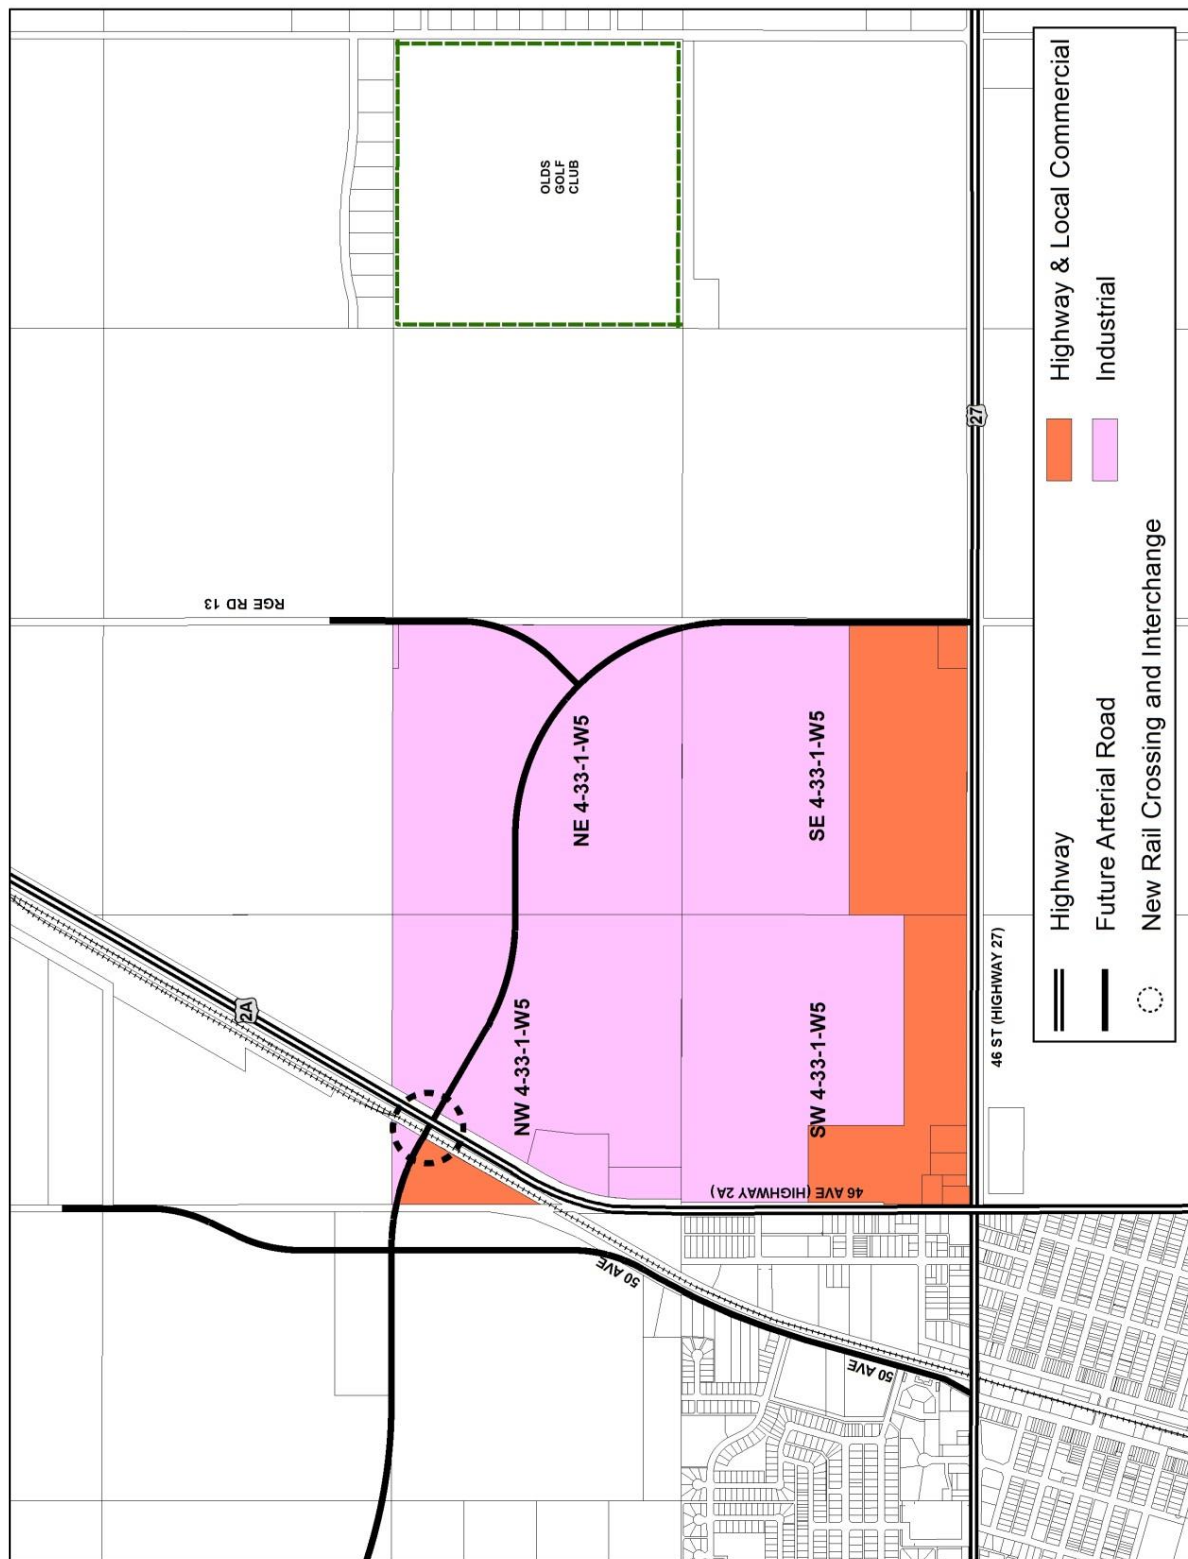 OLDS
GOLF
CLUB
RGE RD 13
27
2A
NE 4-33-1-W5
SE 4-33-1-W5
NW 4-33-1-W5
SW 4-33-1-W5
46 AVE (HIGHWAY 2A)
46 ST (HIGHWAY 27)
50 AVE
50 AVE
Highway
Future Arterial Road
New Rail Crossing and Interchange
Highway & Local Commercial
Industrial